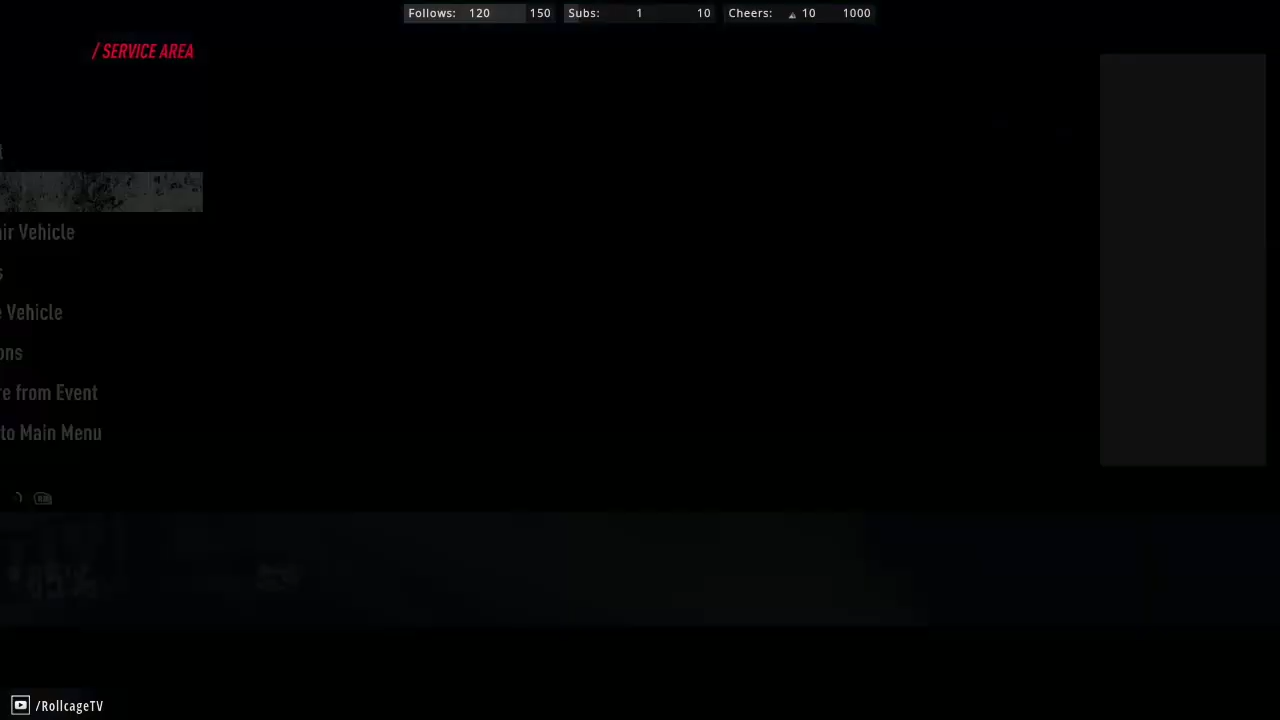 Follows: 120 150 Subs: 1 10 Cheers: 10 1000
/ SERVICE AREA
t
ir Vehicle
s
e Vehicle
ons
re from Event
to Main Menu
/RollcageTV